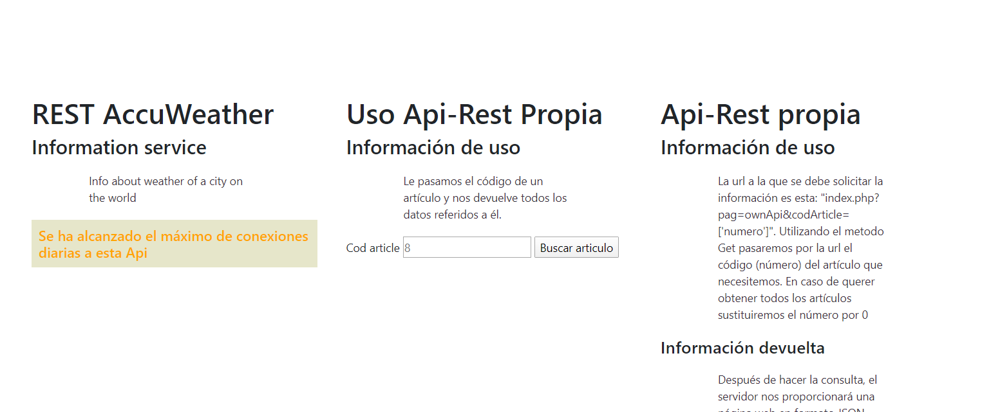 REST AccuWeather
Information service
Info about weather of a city on
the world
Se ha alcanzado el máximo de conexiones
diarias a esta Api
Uso Api-Rest Propia
Información de uso
Le pasamos el código de un
artículo y nos devuelve todos los
datos referidos a él.
Cod article 8 Buscar articulo
Api-Rest propia
Información de uso
La url a la que se debe solicitar la
información es esta: "index.php?
pag=ownApi&codArticle=
['numero']". Utilizando el metodo
Get pasaremos por la url el
código (número) del artículo que
necesitemos. En caso de querer
obtener todos los artículos
sustituiremos el número por 0
Información devuelta
Después de hacer la consulta, el
servidor nos proporcionará una
página web en formato JSON